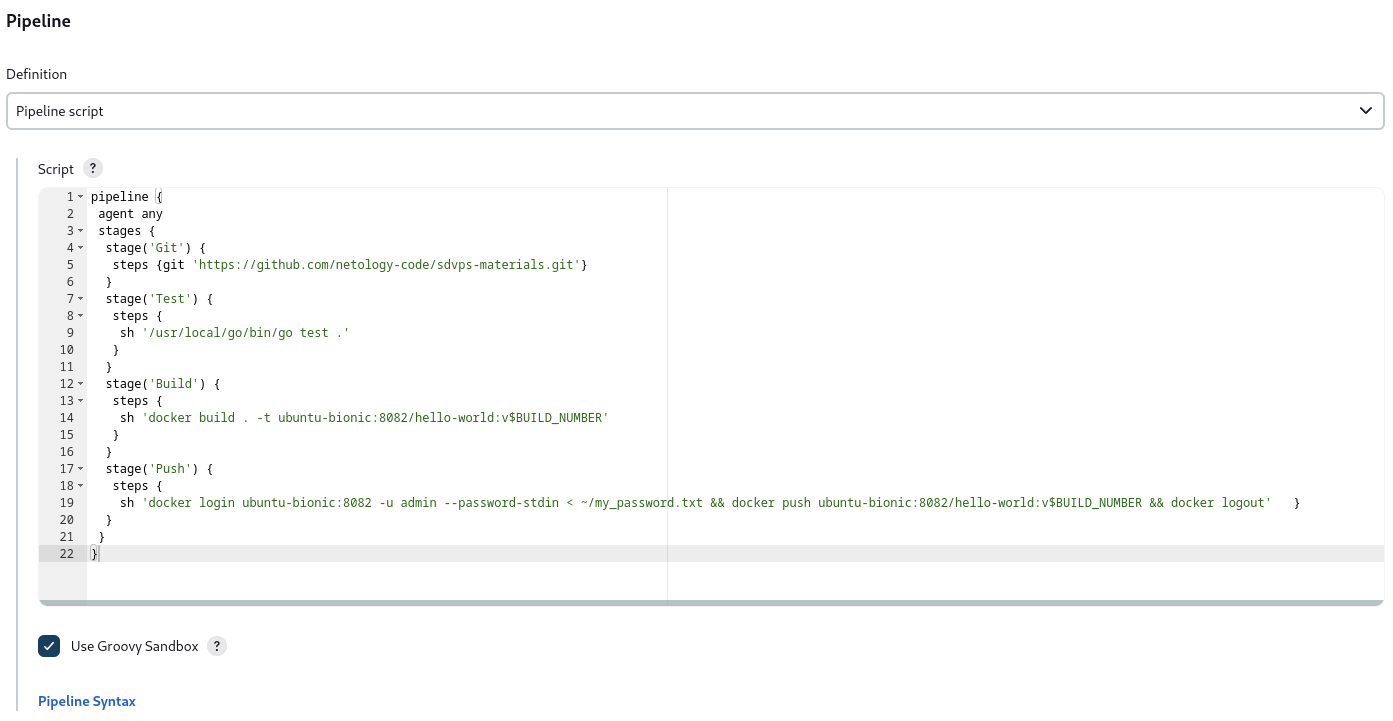 Pipeline
Definition
Pipeline script
Script ?
1 pipeline {
2  agent any
3  stages {
4   stage('Git') {
5    steps {git 'https://github.com/netology-code/sdvps-materials.git'}
6   }
7   stage('Test') {
8    steps {
9     sh '/usr/local/go/bin/go test .'
10    }
11   }
12   stage('Build') {
13    steps {
14     sh 'docker build . -t ubuntu-bionic:8082/hello-world:v$BUILD_NUMBER'
15    }
16   }
17   stage('Push') {
18    steps {
19     sh 'docker login ubuntu-bionic:8082 -u admin --password-stdin < ~/my_password.txt && docker push ubuntu-bionic:8082/hello-world:v$BUILD_NUMBER && docker logout'   }
20   }
21  }
22 }
Use Groovy Sandbox ?
Pipeline Syntax